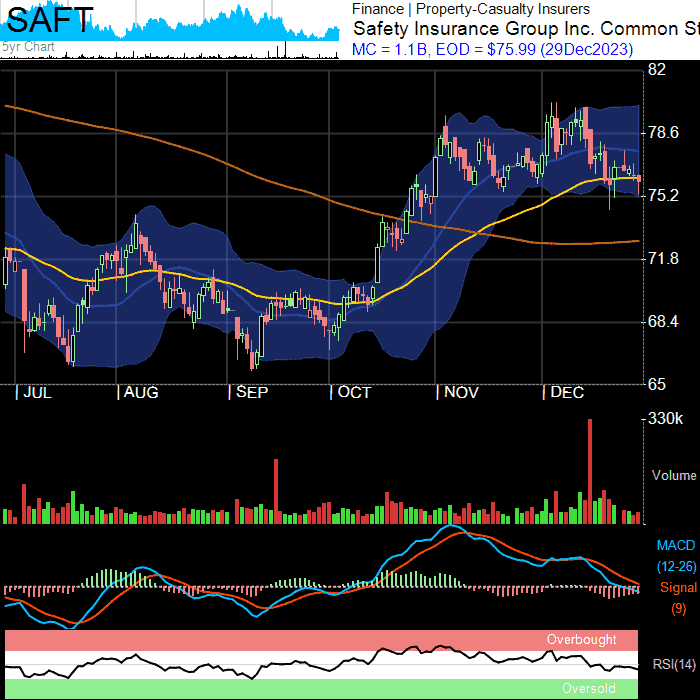 SAFT
5yr Chart
Finance | Property-Casualty Insurers
Safety Insurance Group Inc. Common St
MC = 1.1B, EOD = $75.99 (29Dec2023)
82
78.6
75.2
71.8
68.4
65
JUL AUG SEP OCT NOV DEC
330k
Volume
MACD
(12-26)
Signal
(9)
Overbought
RSI(14)
Oversold